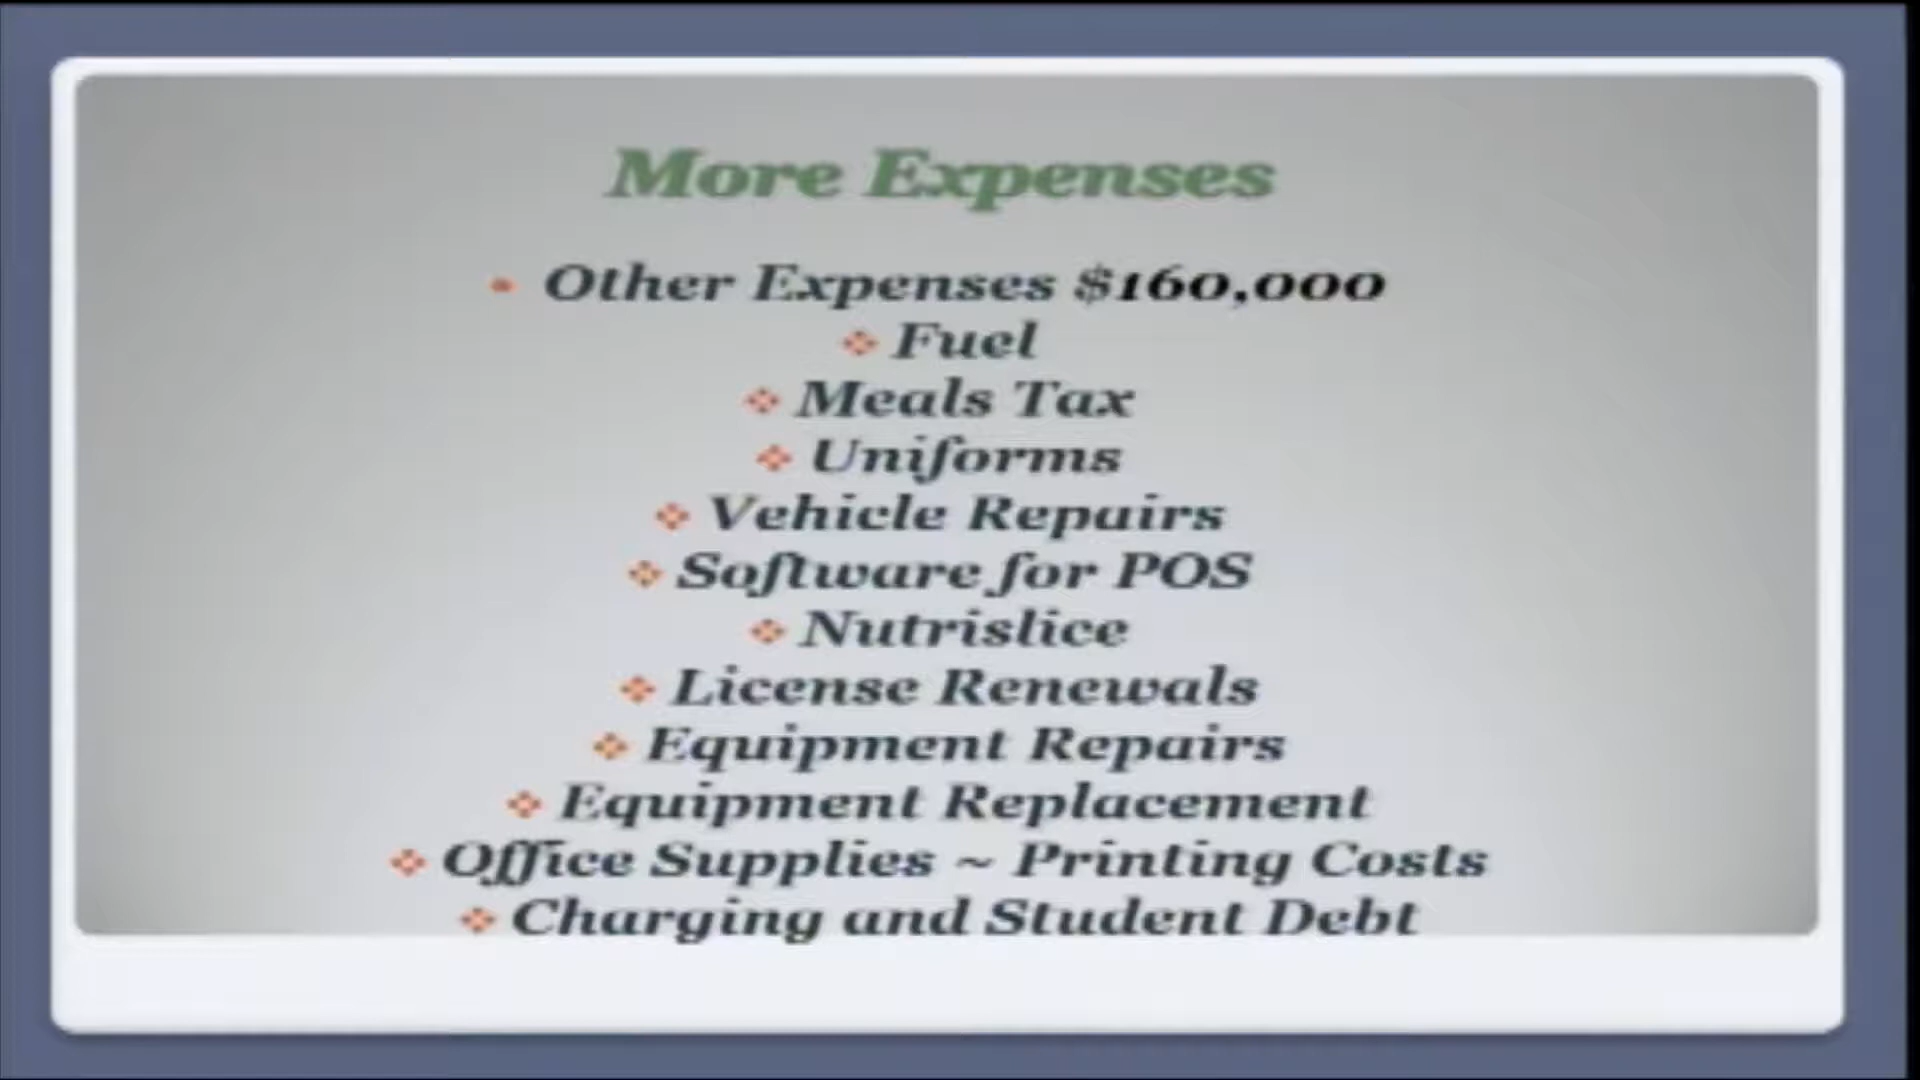 More Expenses
Other Expenses $160,000
Fuel
Meals Tax
Uniforms
Vehicle Repairs
Software for POS
Nutrislice
License Renewals
Equipment Repairs
Equipment Replacement
Office Supplies ~ Printing Costs
Charging and Student Debt